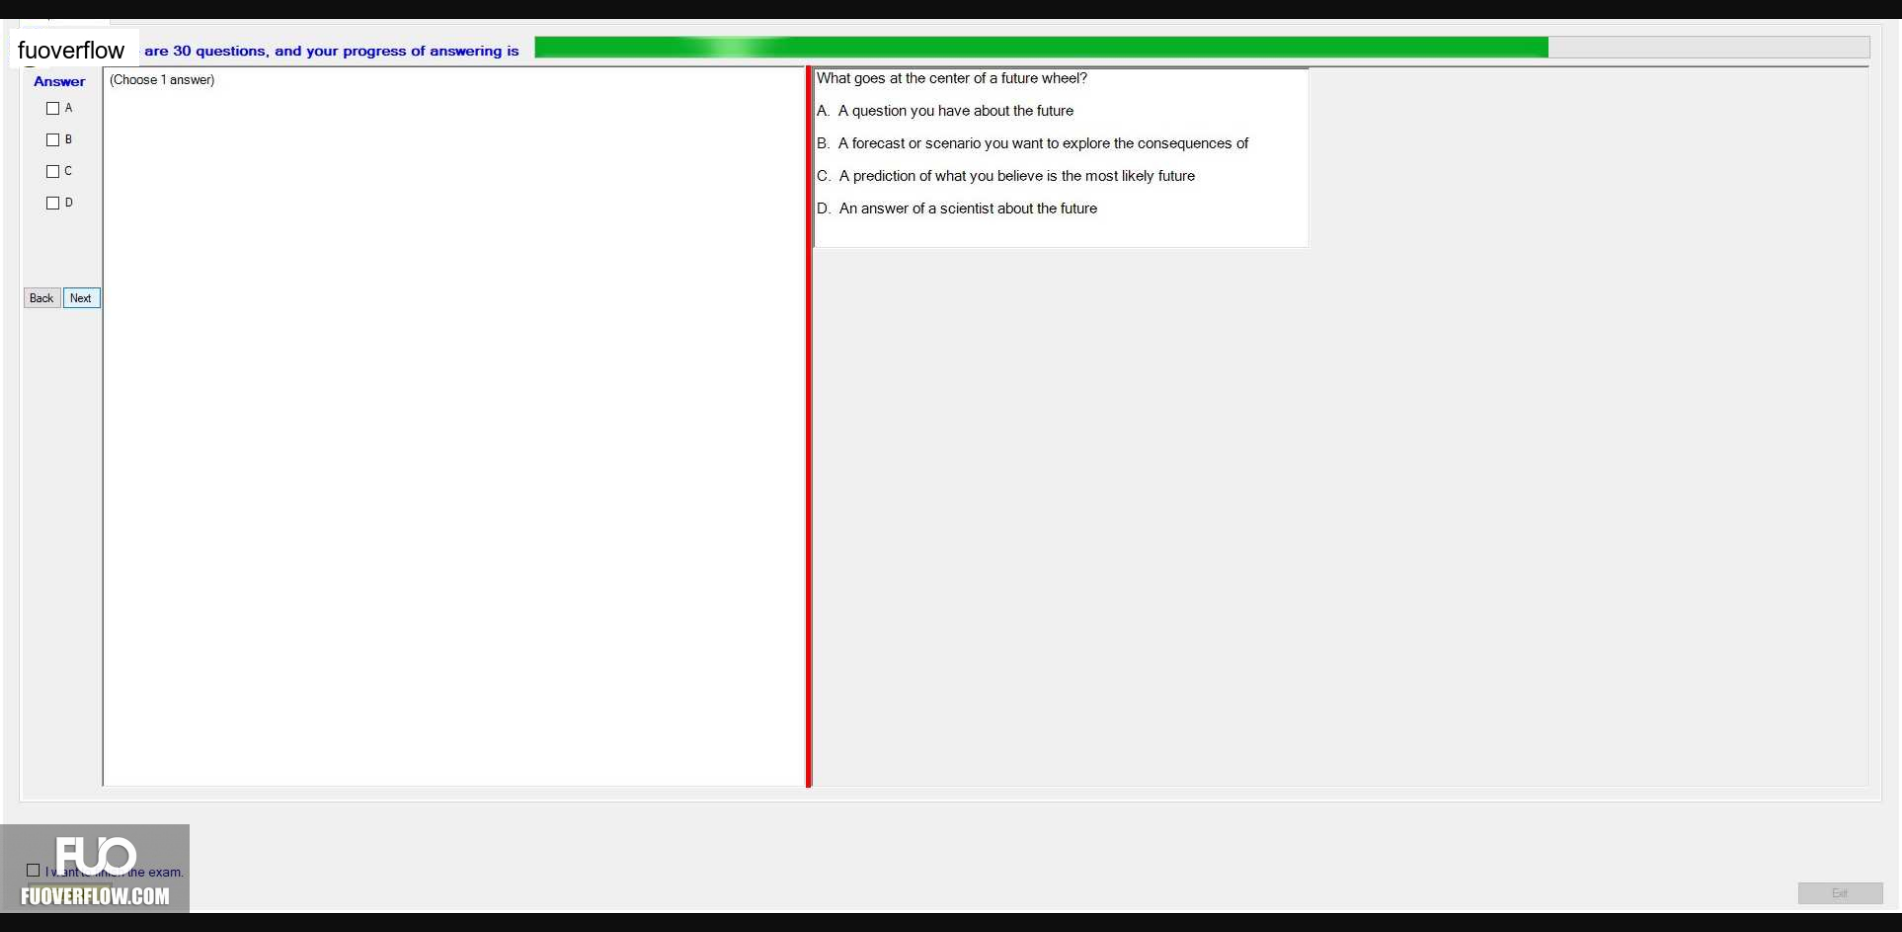 fuoverflow are 30 questions, and your progress of answering is
Answer
(Choose 1 answer)
A
B
C
D
Back Next
What goes at the center of a future wheel?
A. A question you have about the future
B. A forecast or scenario you want to explore the consequences of
C. A prediction of what you believe is the most likely future
D. An answer of a scientist about the future
FUO
I want to finish the exam.
FUOVERFLOW.COM
Exit